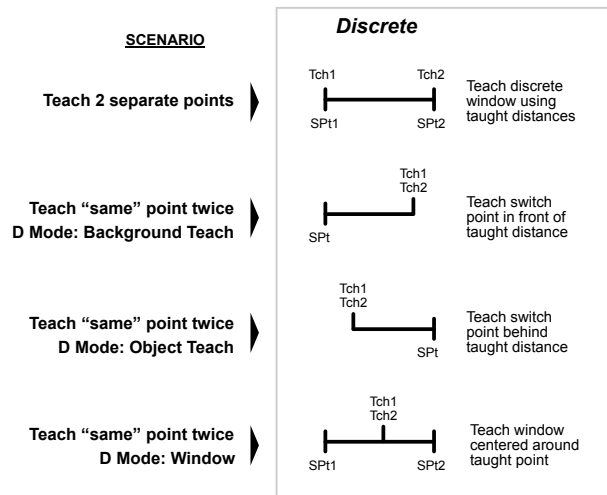 SCENARIO
Discrete
Teach 2 separate points
Tch1
Tch2
SPt1
SPt2
Teach discrete
window using
taught distances
Teach “same” point twice
D Mode: Background Teach
Tch1
Tch2
SPt
Teach switch
point in front of
taught distance
Teach “same” point twice
D Mode: Object Teach
Tch1
Tch2
SPt
Teach switch
point behind
taught distance
Teach “same” point twice
D Mode: Window
Tch1
Tch2
SPt1
SPt2
Teach window
centered around
taught point